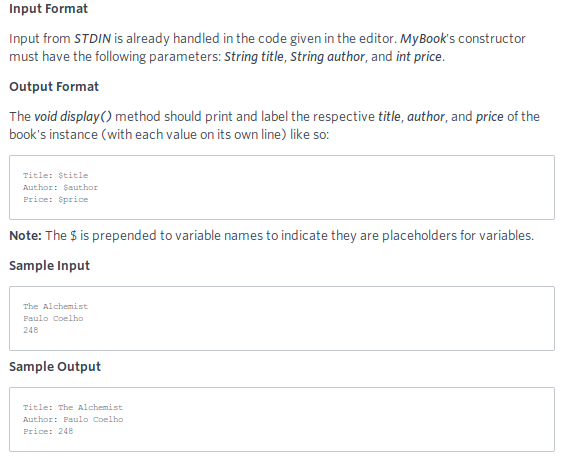 Input Format
Input from STDIN is already handled in the code given in the editor. MyBook's constructor
must have the following parameters: String title, String author, and int price.
Output Format
The void display() method should print and label the respective title, author, and price of the
book's instance (with each value on its own line) like so:
Title: $title
Author: $author
Price: $price
Note: The $ is prepended to variable names to indicate they are placeholders for variables.
Sample Input
The Alchemist
Paulo Coelho
248
Sample Output
Title: The Alchemist
Author: Paulo Coelho
Price: 248